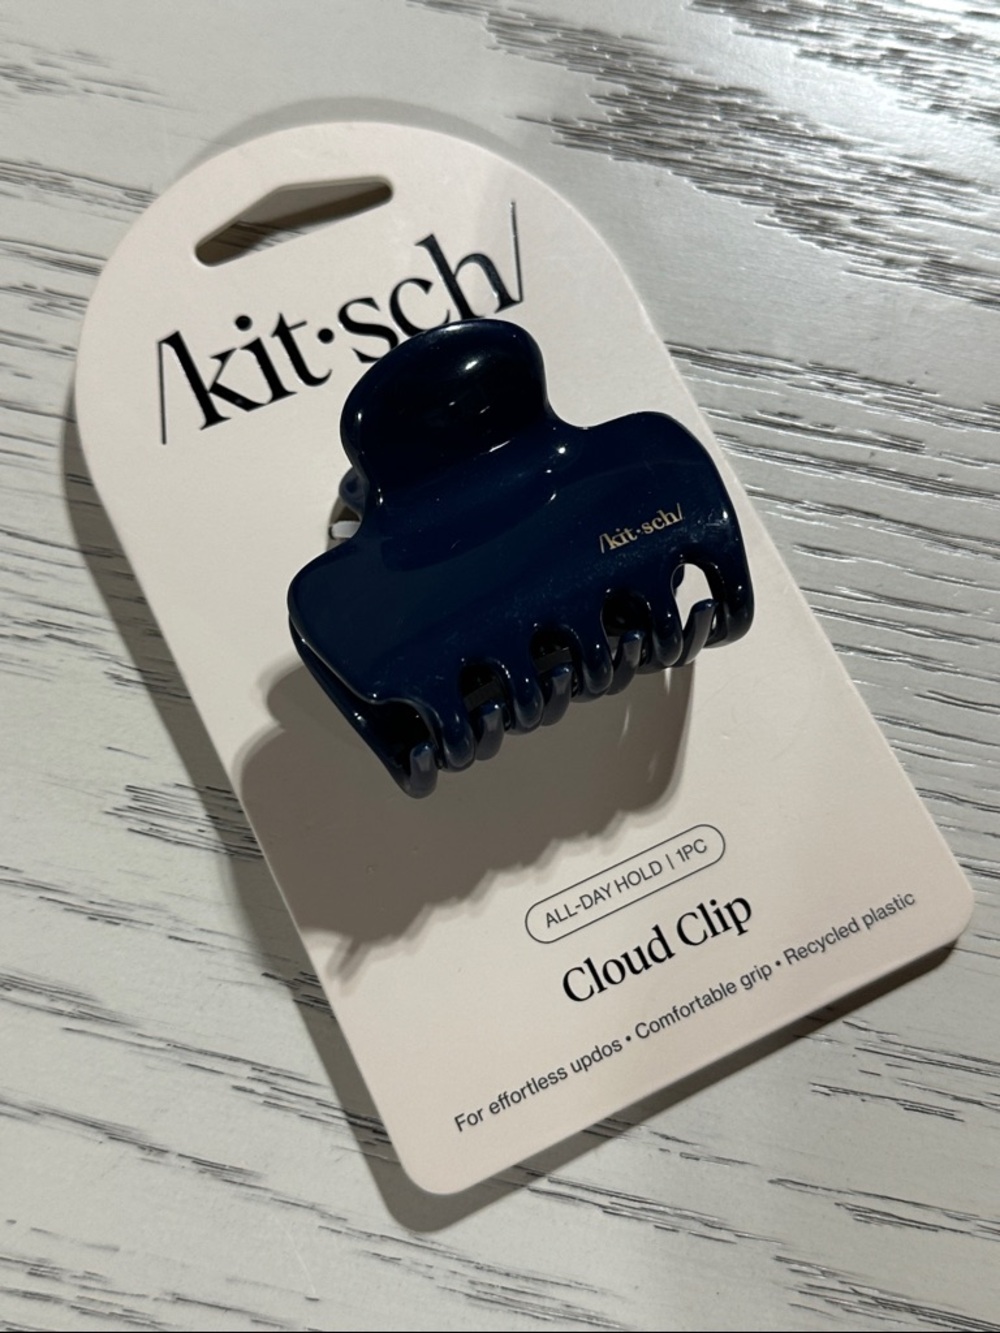 /kit·sch/
/kit·sch/
ALL-DAY HOLD | 1PC
Cloud Clip
For effortless updos • Comfortable grip • Recycled plastic